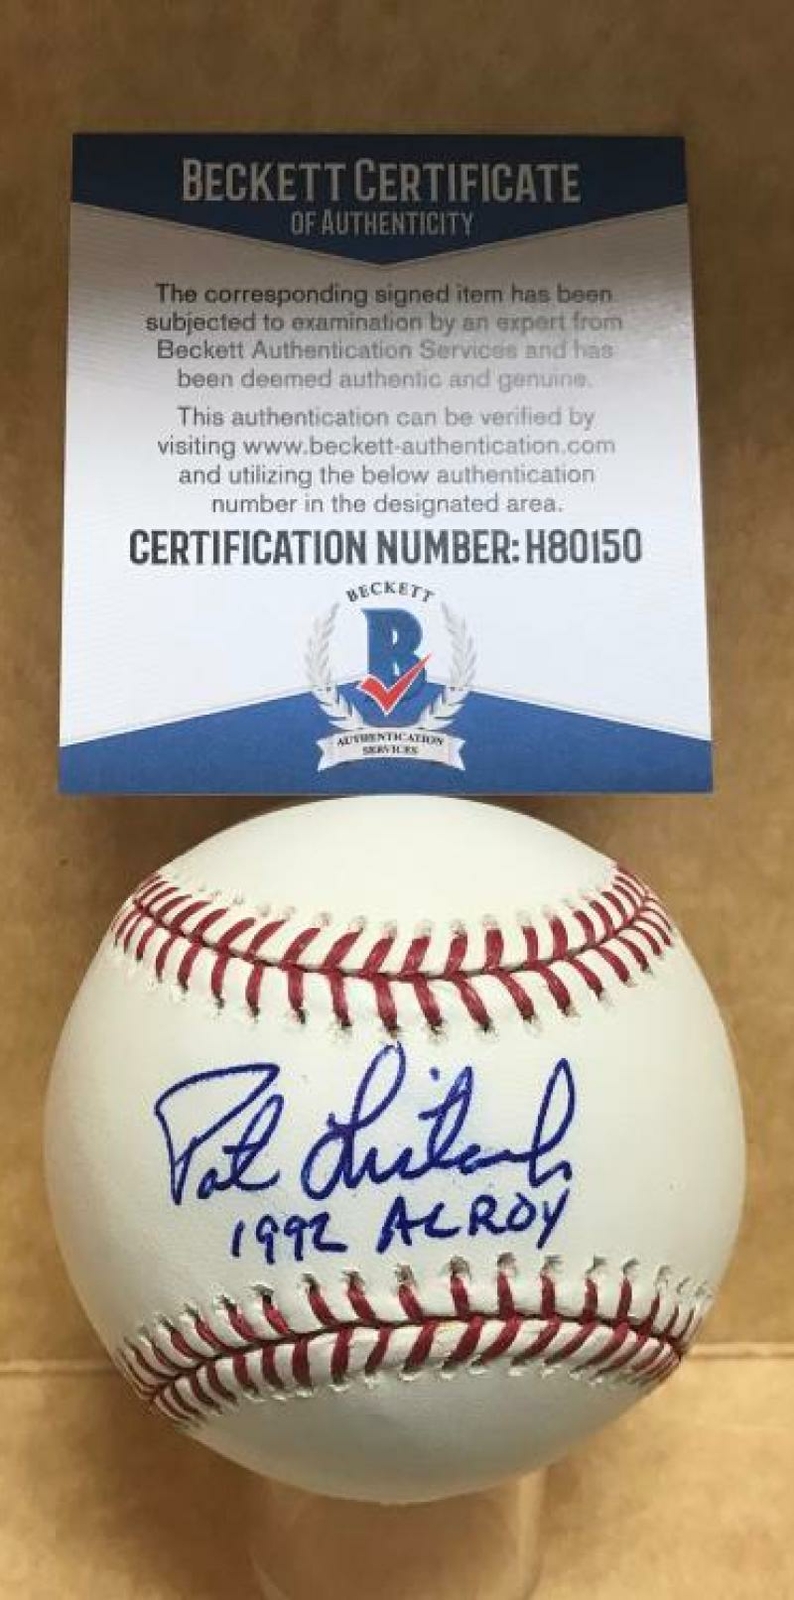 BECKETT CERTIFICATE
OF AUTHENTICITY
The corresponding signed item has been
subjected to examination by an expert from
Beckett Authentication Services and has
been deemed authentic and genuine.
This authentication can be verified by
visiting www.beckett-authentication.com
and utilizing the below authentication
number in the designated area.
CERTIFICATION NUMBER: H80150
BECKETT
B
AUTHENTICATION
SERVICES
Pat Listach
1992 AL ROY